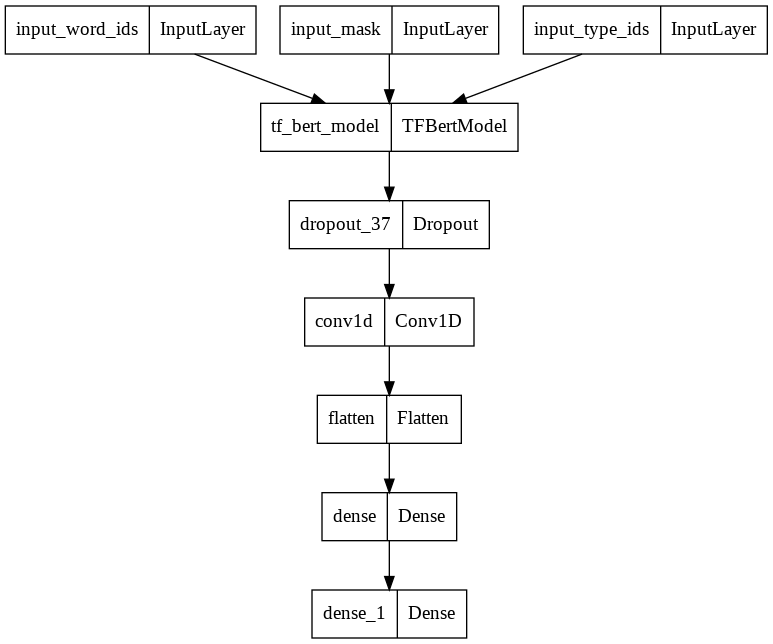 input_word_ids InputLayer input_mask InputLayer input_type_ids InputLayer
tf_bert_model TFBertModel
dropout_37 Dropout
conv1d Conv1D
flatten Flatten
dense Dense
dense_1 Dense